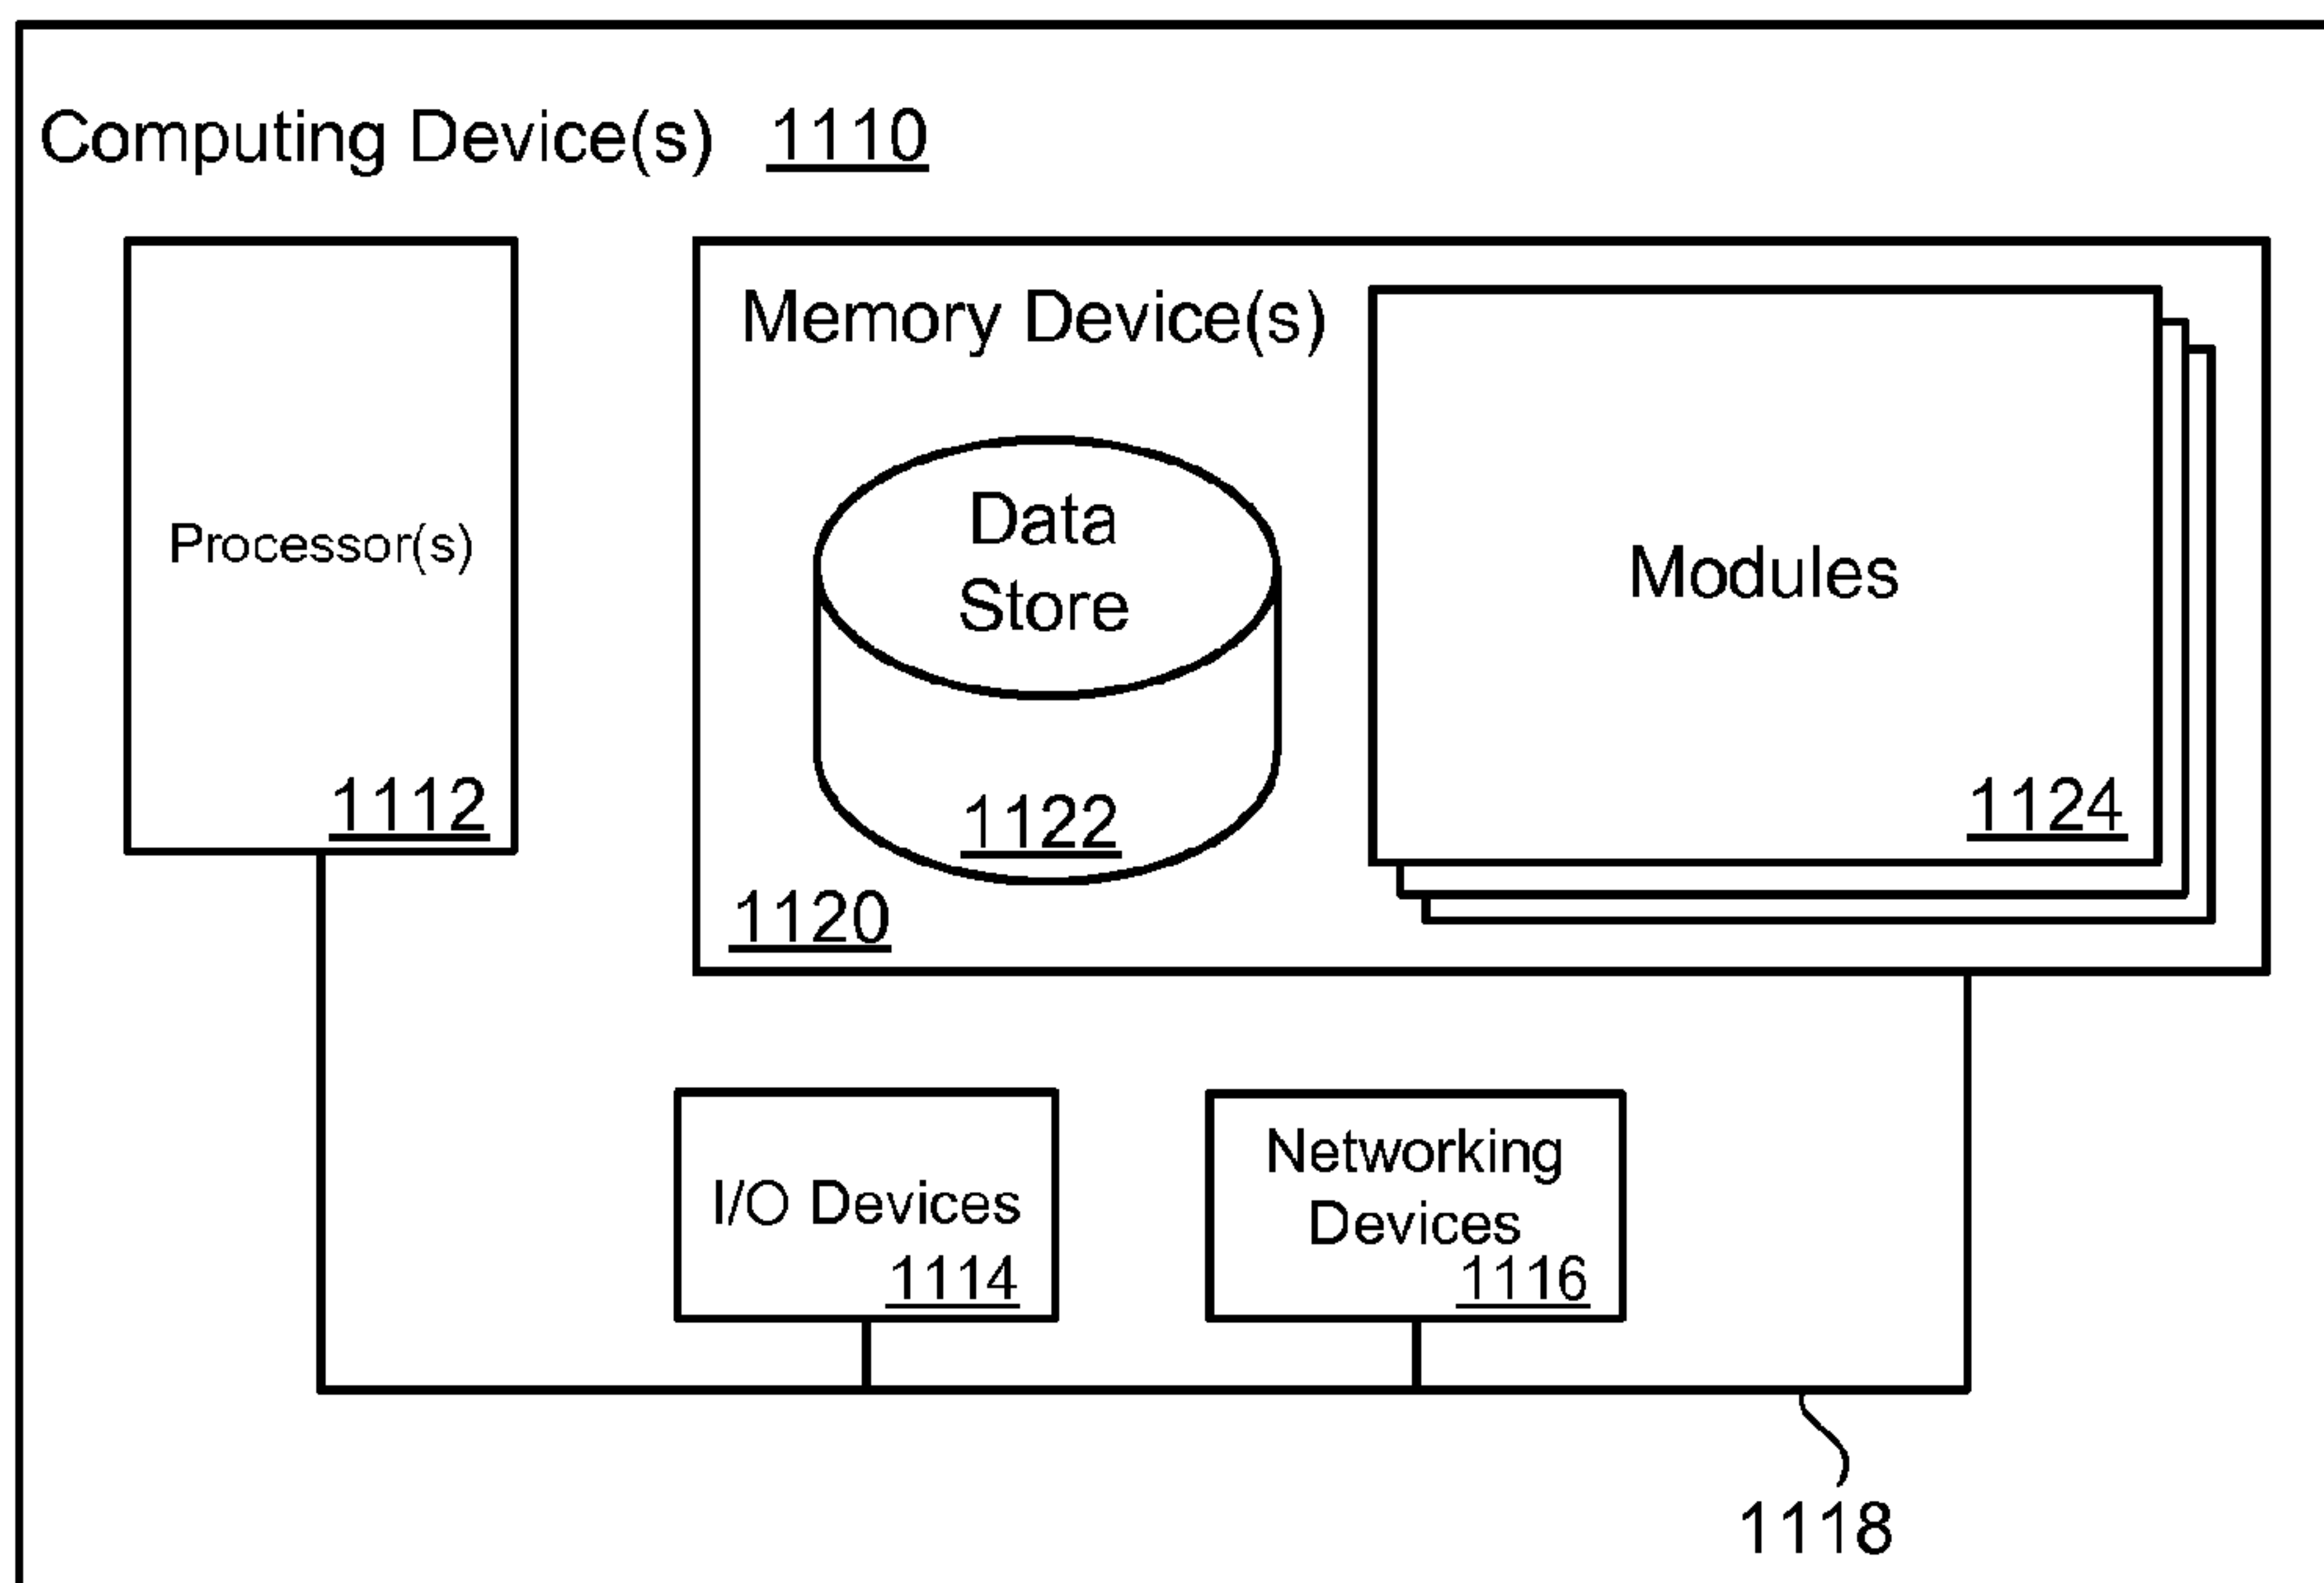 Computing Device(s) 1110
Processor(s)
1112
Memory Device(s)
Data
Store
1122
1120
Modules
1124
I/O Devices
1114
Networking
Devices
1116
1118